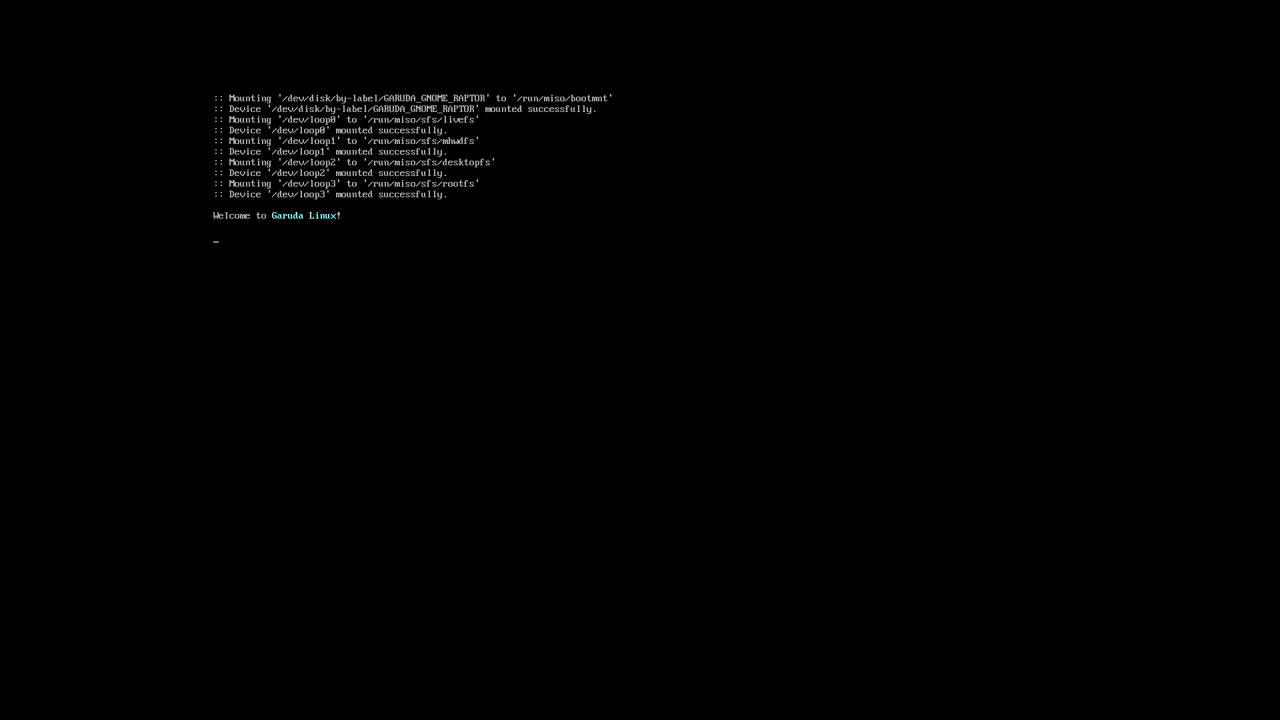 :: Mounting '/dev/disk/by-label/GARUDA_GNOME_RAPTOR' to '/run/miso/bootmnt'
:: Device '/dev/disk/by-label/GARUDA_GNOME_RAPTOR' mounted successfully.
:: Mounting '/dev/loop0' to '/run/miso/sfs/livefs'
:: Device '/dev/loop0' mounted successfully.
:: Mounting '/dev/loop1' to '/run/miso/sfs/mhwdfs'
:: Device '/dev/loop1' mounted successfully.
:: Mounting '/dev/loop2' to '/run/miso/sfs/desktopfs'
:: Device '/dev/loop2' mounted successfully.
:: Mounting '/dev/loop3' to '/run/miso/sfs/rootfs'
:: Device '/dev/loop3' mounted successfully.
Welcome to Garuda Linux!